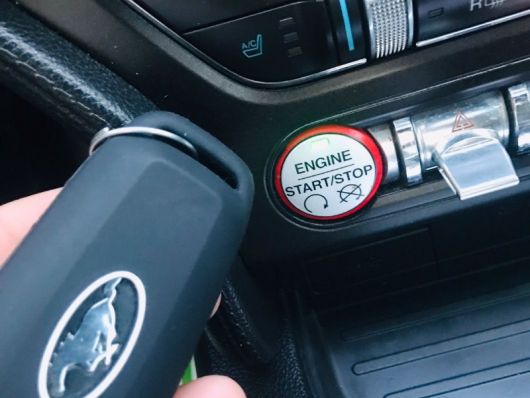 A/C
R
ENGINE
START/STOP